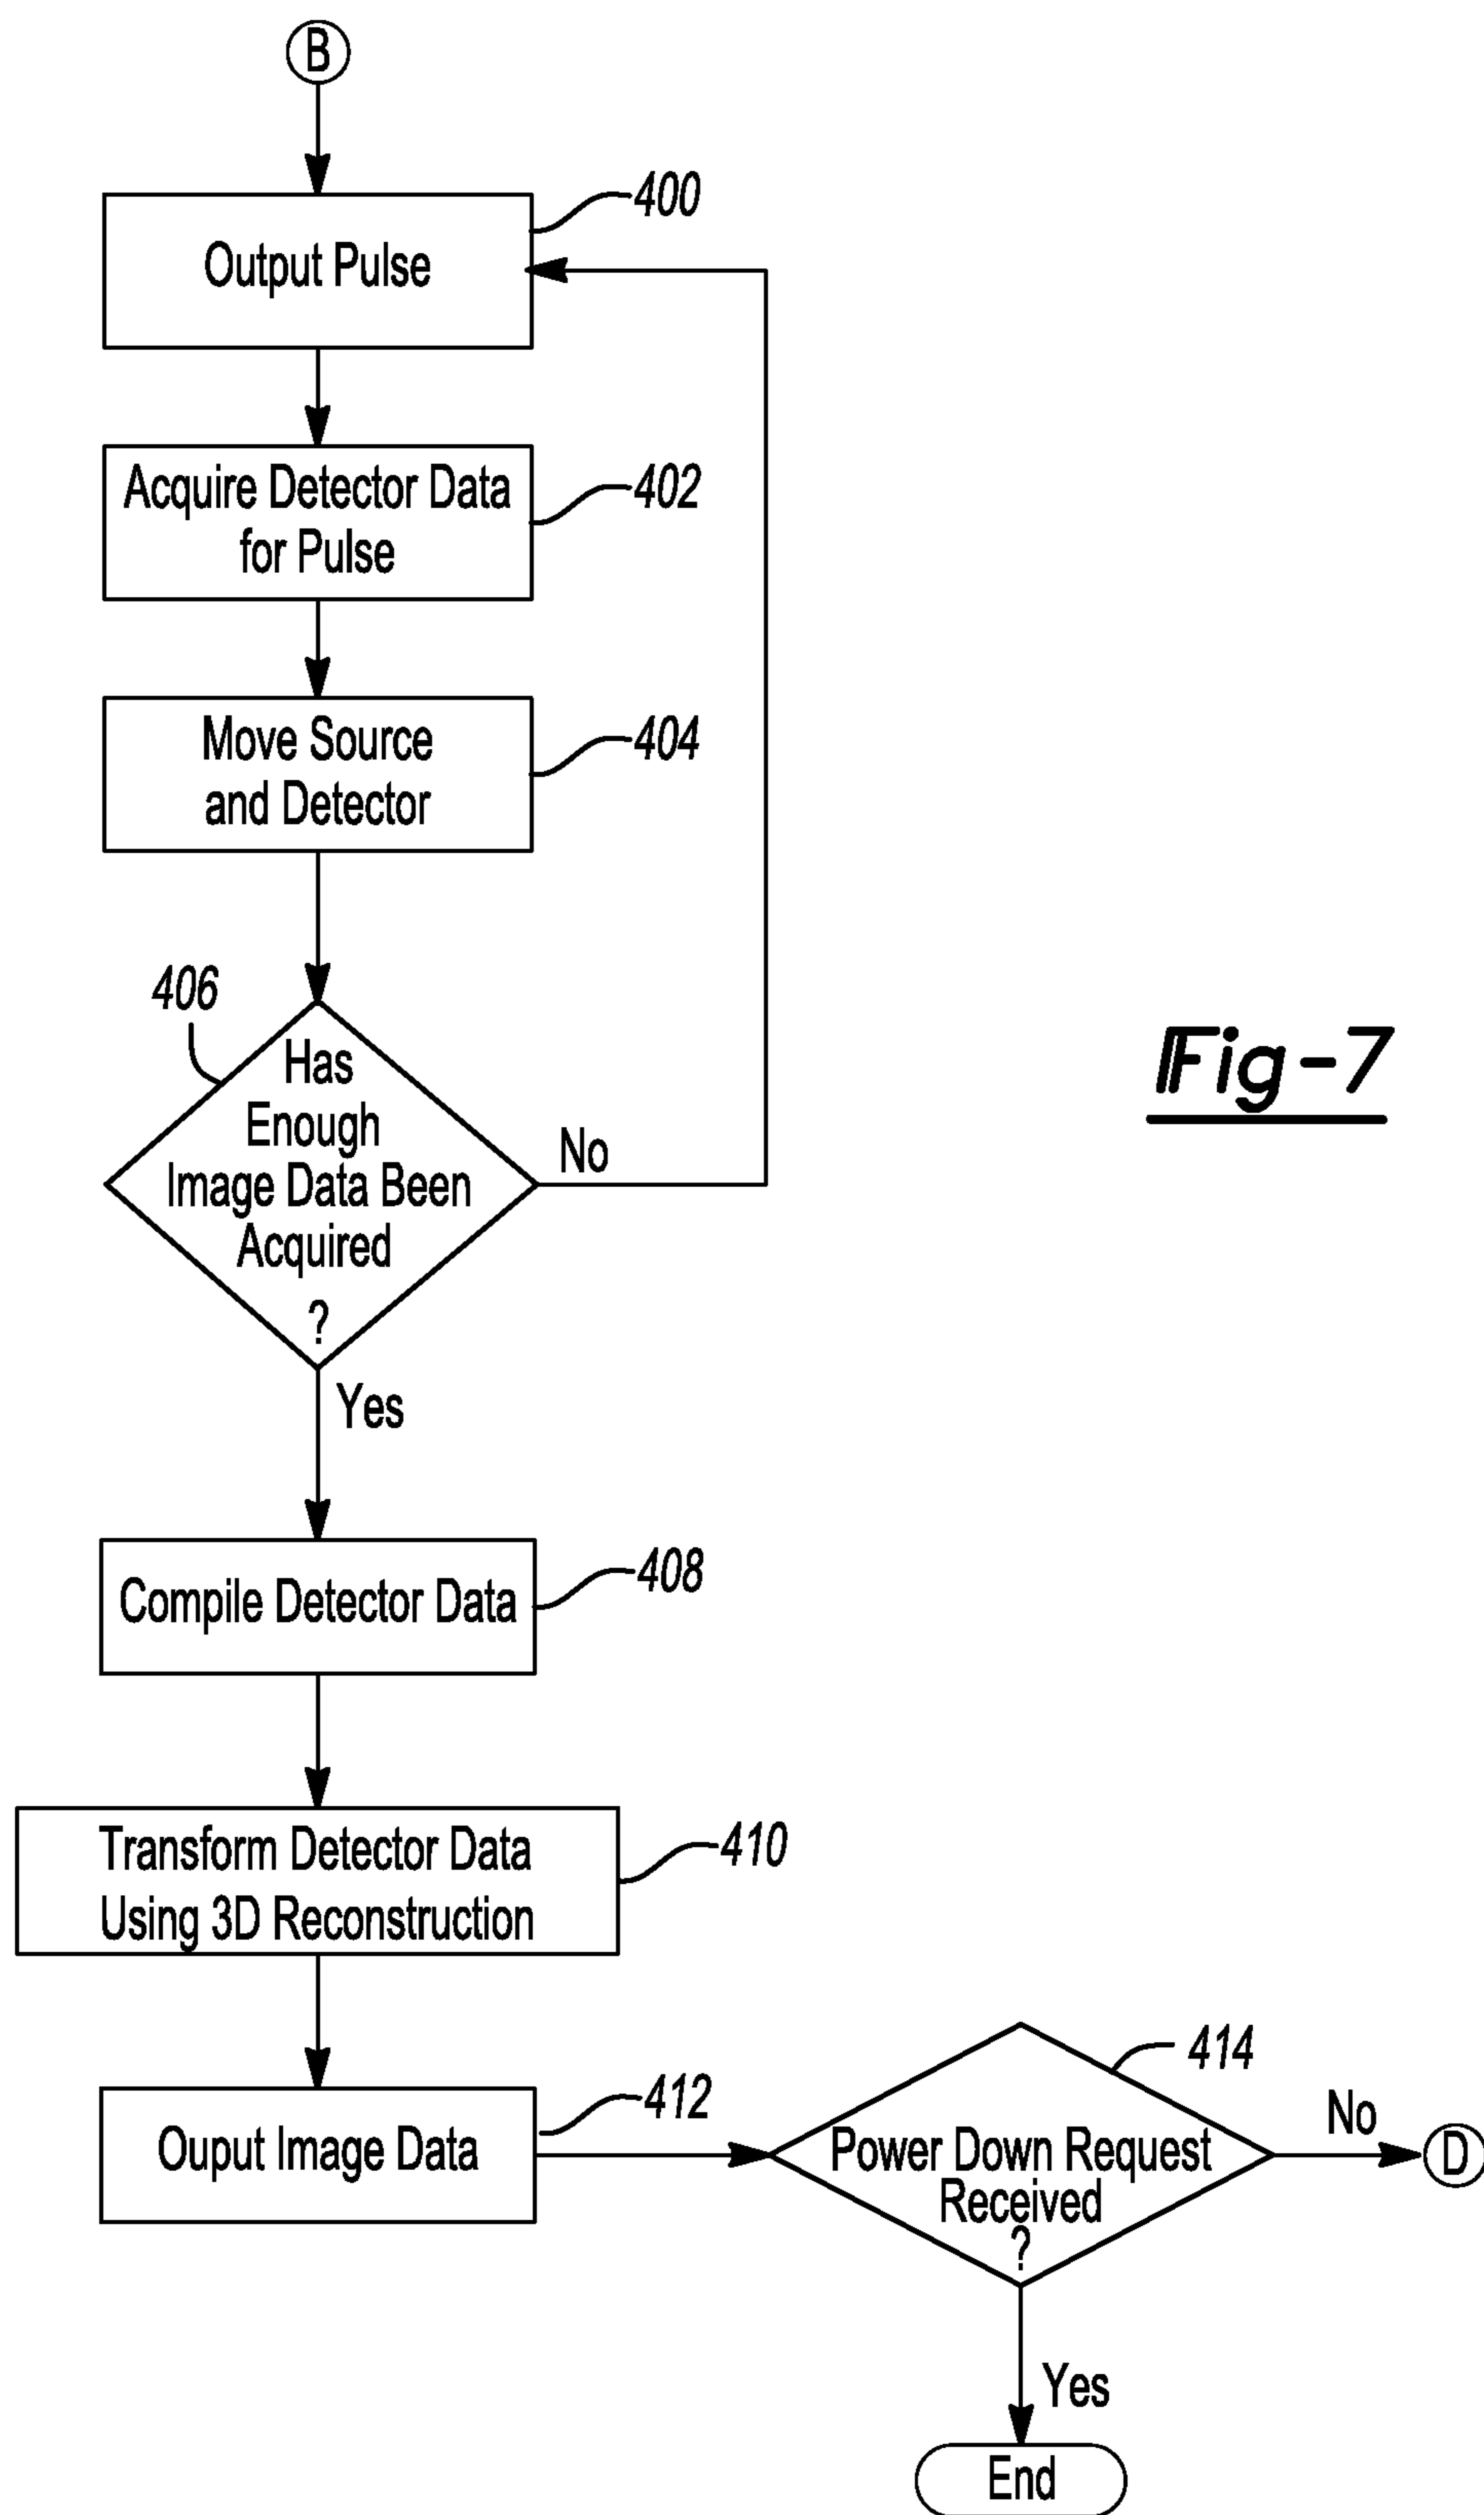 B
400
Output Pulse
Acquire Detector Data
for Pulse
402
Move Source
and Detector
404
406
Has
Enough
Image Data Been
Acquired
?
No
Fig-7
Yes
Compile Detector Data
408
Transform Detector Data
Using 3D Reconstruction
410
412
Ouput Image Data
414
Power Down Request
Received
?
No
D
Yes
End